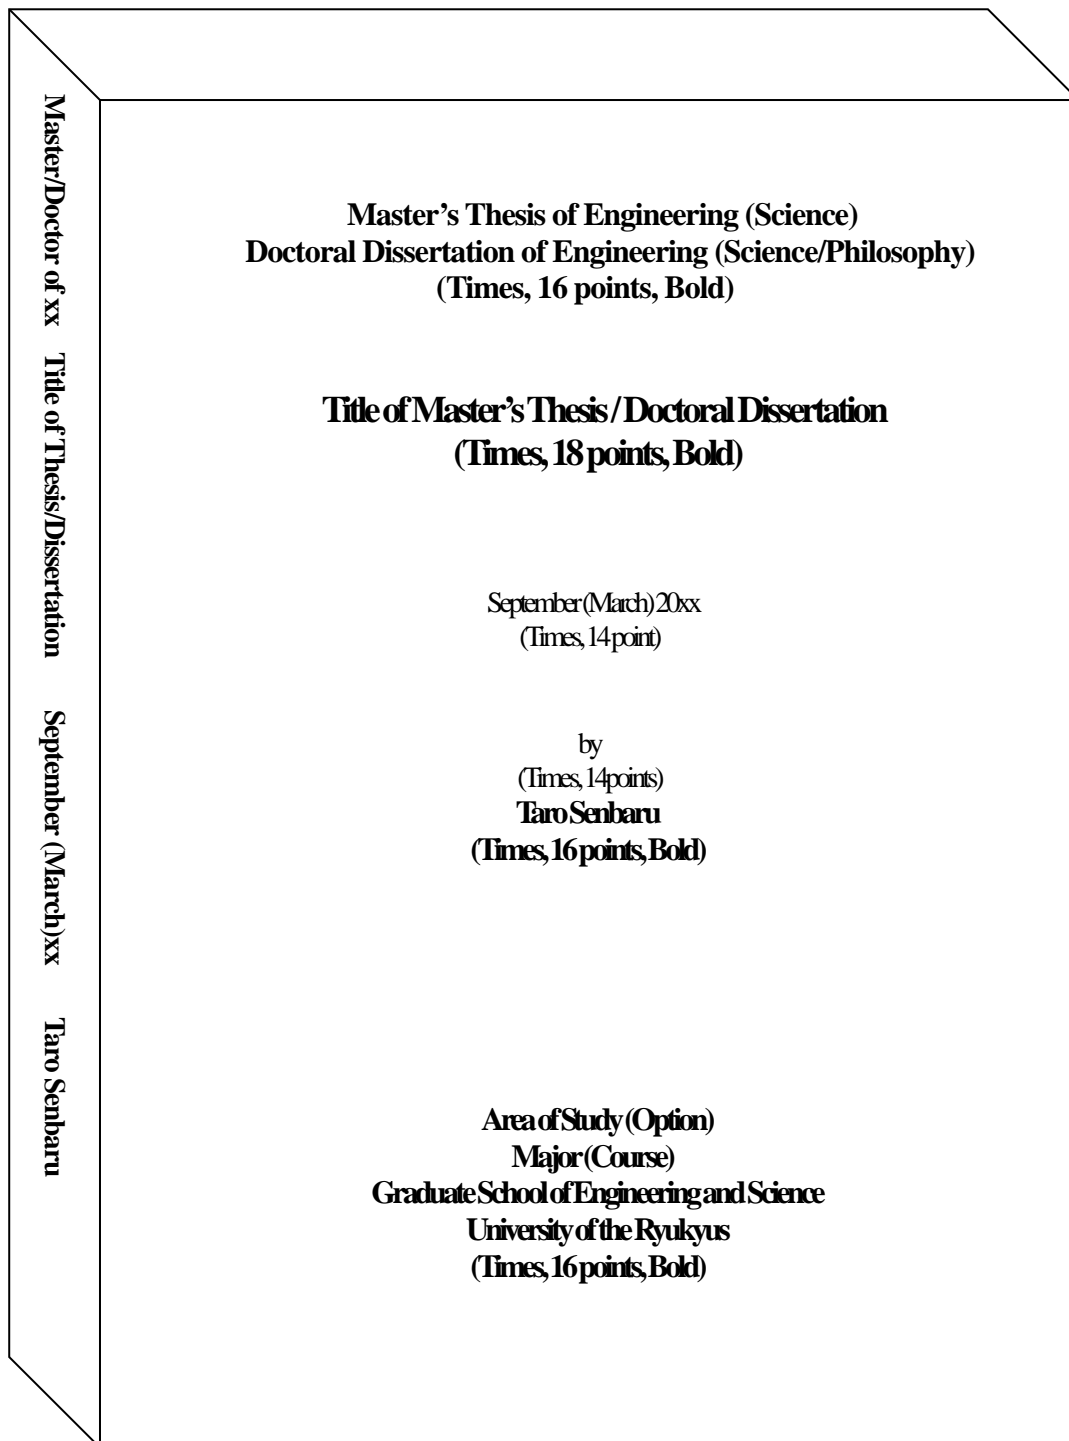 Master/Doctor of xx Title of Thesis/Dissertation September (March)xx Taro Senbaru
Master’s Thesis of Engineering (Science)
Doctoral Dissertation of Engineering (Science/Philosophy)
(Times, 16 points, Bold)
Title of Master’s Thesis / Doctoral Dissertation
(Times, 18 points, Bold)
September (March) 20xx
(Times, 14 point)
by
(Times, 14points)
Taro Senbaru
(Times, 16 points, Bold)
Area of Study (Option)
Major (Course)
Graduate School of Engineering and Science
University of the Ryukyus
(Times, 16 points, Bold)